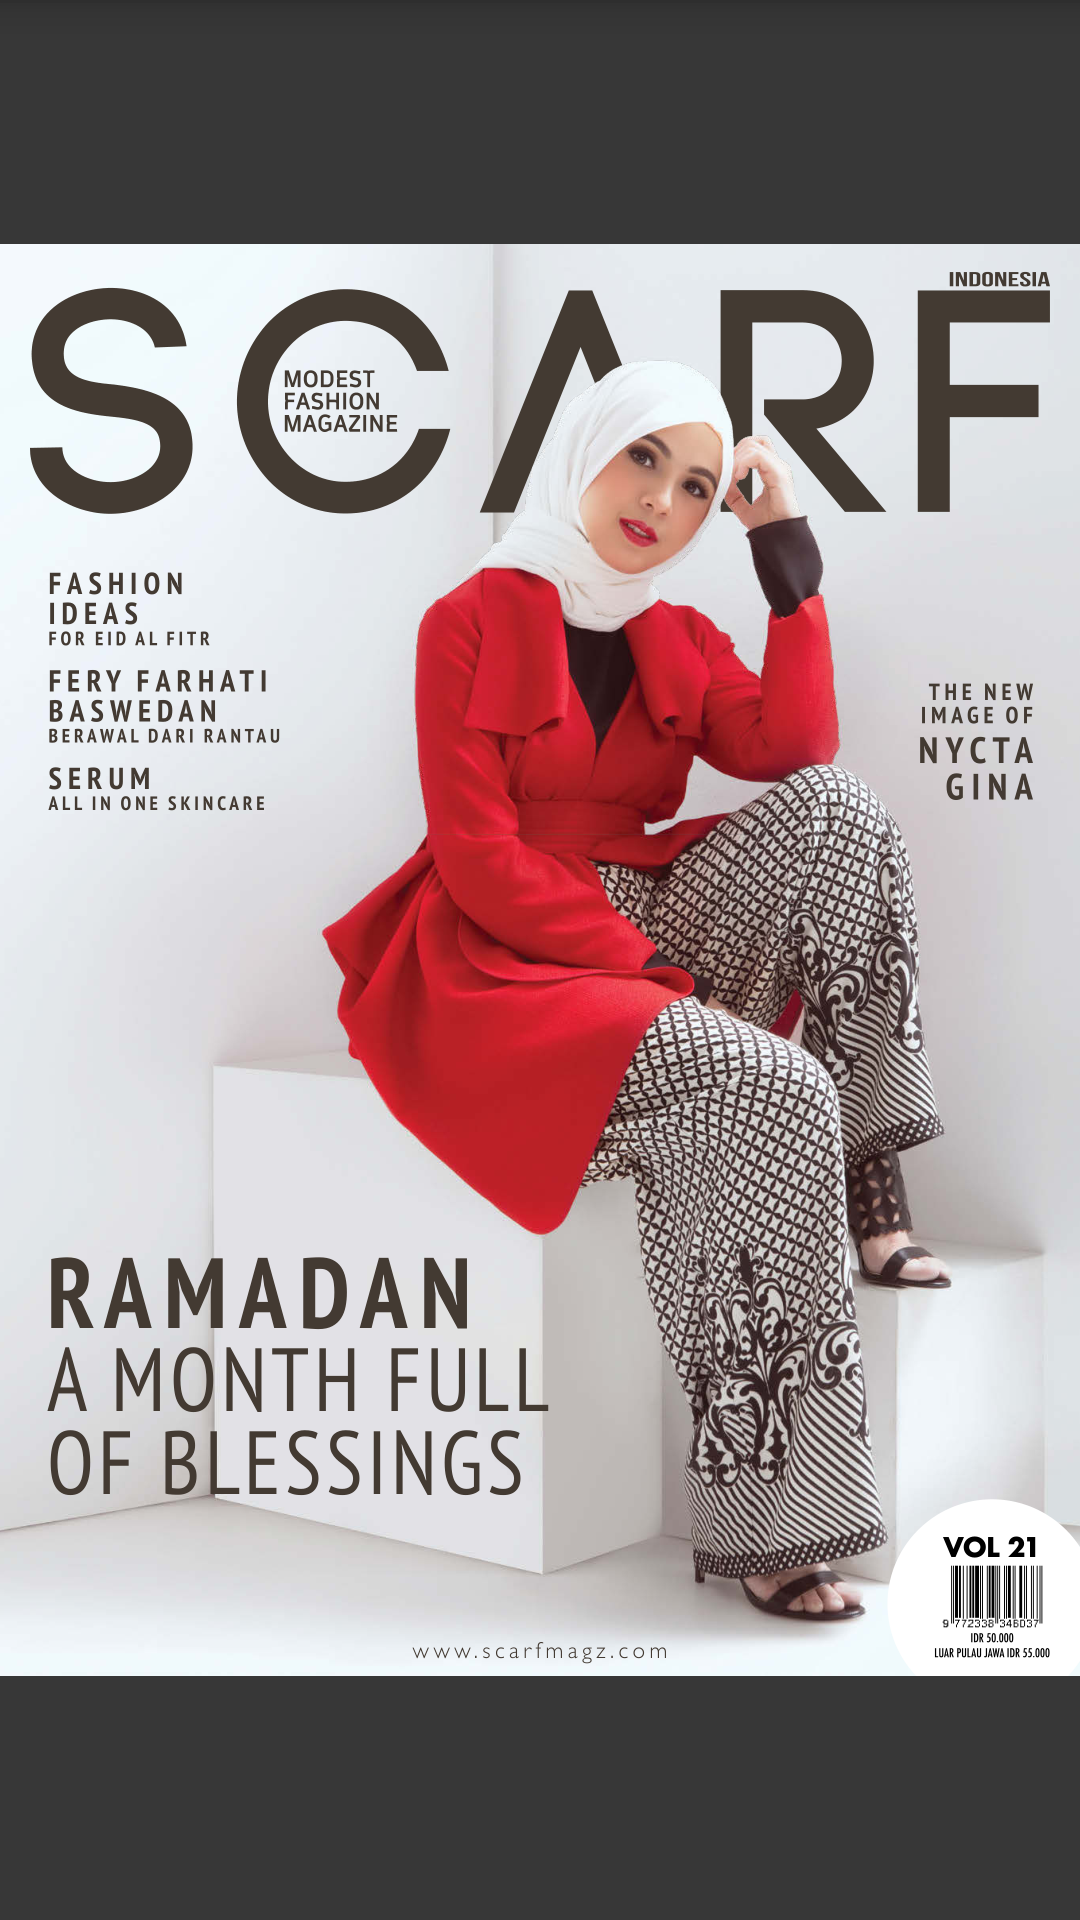 INDONESIA
SCARF
MODEST
FASHION
MAGAZINE
FASHION
IDEAS
FOR EID AL FITR
FERY FARHATI
BASWEDAN
BERAWAL DARI RANTAU
SERUM
ALL IN ONE SKINCARE
THE NEW
IMAGE OF
NYCTA
GINA
RAMADAN
A MONTH FULL
OF BLESSINGS
VOL 21
9 772338 346037
IDR 50.000
LUAR PULAU JAWA IDR 55.000
www.scarfmagz.com